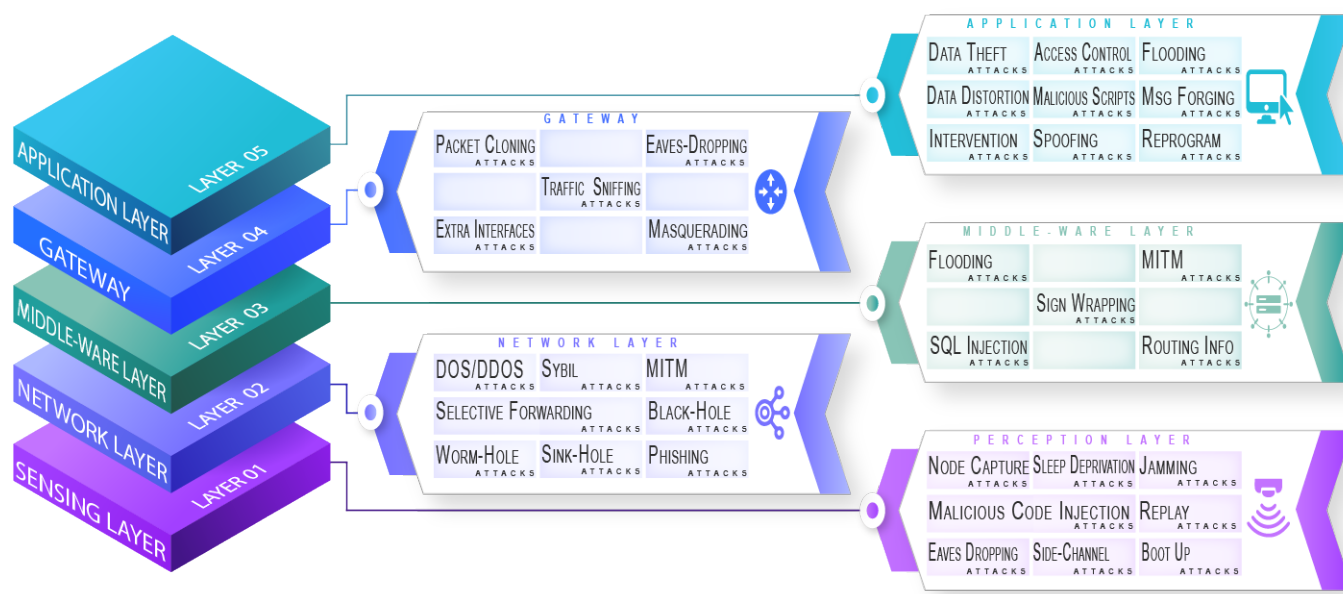 APPLICATION LAYER
LAYER 05
GATEWAY
LAYER 04
MIDDLE-WARE LAYER
LAYER 03
NETWORK LAYER
LAYER 02
SENSING LAYER
LAYER 01
APPLICATION LAYER
DATA THEFT ATTACKS
ACCESS CONTROL ATTACKS
FLOODING ATTACKS
DATA DISTORTION ATTACKS
MALICIOUS SCRIPTS ATTACKS
MSG FORGING ATTACKS
INTERVENTION ATTACKS
SPOOFING ATTACKS
REPROGRAM ATTACKS
GATEWAY
PACKET CLONING ATTACKS
EAVES-DROPPING ATTACKS
TRAFFIC SNIFFING ATTACKS
EXTRA INTERFACES ATTACKS
MASQUERADING ATTACKS
MIDDLE-WARE LAYER
FLOODING ATTACKS
MITM ATTACKS
SIGN WRAPPING ATTACKS
SQL INJECTION ATTACKS
ROUTING INFO ATTACKS
NETWORK LAYER
DOS/DDOS ATTACKS
SYBIL ATTACKS
MITM ATTACKS
SELECTIVE FORWARDING ATTACKS
BLACK-HOLE ATTACKS
WORM-HOLE ATTACKS
SINK-HOLE ATTACKS
PHISHING ATTACKS
PERCEPTION LAYER
NODE CAPTURE ATTACKS
SLEEP DEPRIVATION ATTACKS
JAMMING ATTACKS
MALICIOUS CODE INJECTION ATTACKS
REPLAY ATTACKS
EAVES DROPPING ATTACKS
SIDE-CHANNEL ATTACKS
BOOT UP ATTACKS